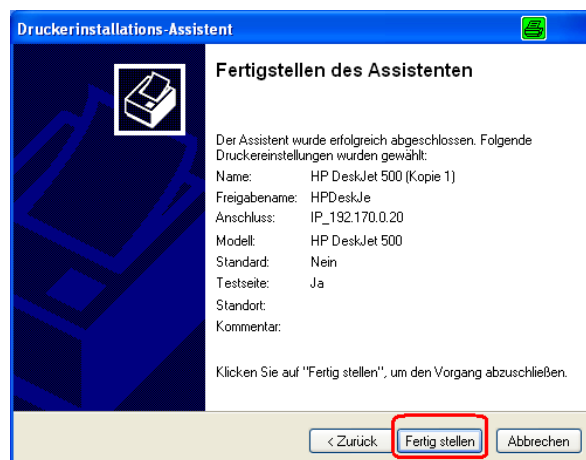 Druckerinstallations-Assistent
Fertigstellen des Assistenten
Der Assistent wurde erfolgreich abgeschlossen. Folgende
Druckereinstellungen wurden gewählt:
Name: HP DeskJet 500 (Kopie 1)
Freigabename: HPDeskJe
Anschluss: IP_192.170.0.20
Modell: HP DeskJet 500
Standard: Nein
Testseite: Ja
Standort:
Kommentar:
Klicken Sie auf "Fertig stellen", um den Vorgang abzuschließen.
< Zurück Fertig stellen Abbrechen